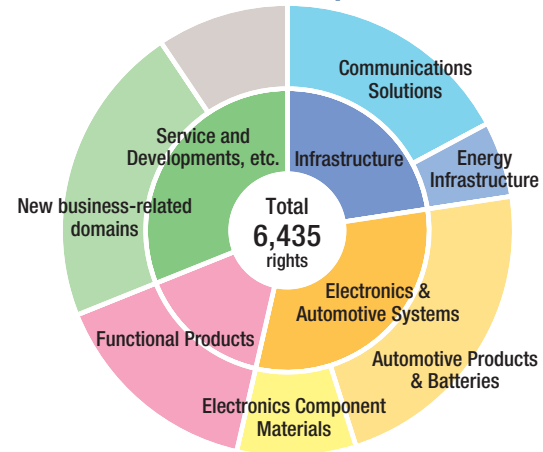 Communications
Solutions
Service and
Developments, etc.
Infrastructure
Energy
Infrastructure
New business-related
domains
Total
6,435
rights
Electronics &
Automotive Systems
Functional Products
Automotive Products
& Batteries
Electronics Component
Materials